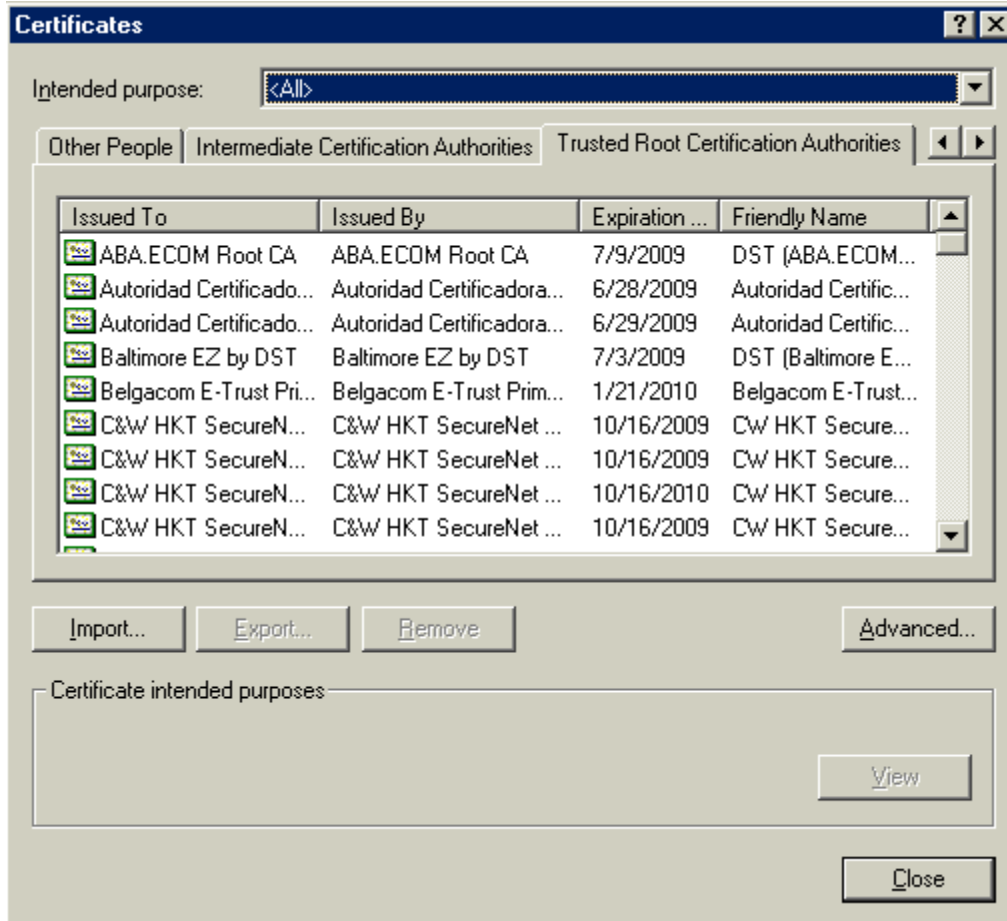 Certificates
Intended purpose: <All>
Other People Intermediate Certification Authorities Trusted Root Certification Authorities
Issued To Issued By Expiration ... Friendly Name
ABA.ECOM Root CA ABA.ECOM Root CA 7/9/2009 DST (ABA.ECOM...
Autoridad Certificado... Autoridad Certificadora... 6/28/2009 Autoridad Certific...
Autoridad Certificado... Autoridad Certificadora... 6/29/2009 Autoridad Certific...
Baltimore EZ by DST Baltimore EZ by DST 7/3/2009 DST (Baltimore E...
Belgacom E-Trust Pri... Belgacom E-Trust Prim... 1/21/2010 Belgacom E-Trust...
C&W HKT SecureN... C&W HKT SecureNet ... 10/16/2009 CW HKT Secure...
C&W HKT SecureN... C&W HKT SecureNet ... 10/16/2009 CW HKT Secure...
C&W HKT SecureN... C&W HKT SecureNet ... 10/16/2010 CW HKT Secure...
C&W HKT SecureN... C&W HKT SecureNet ... 10/16/2009 CW HKT Secure...
Import... Export... Remove Advanced...
Certificate intended purposes
View
Close